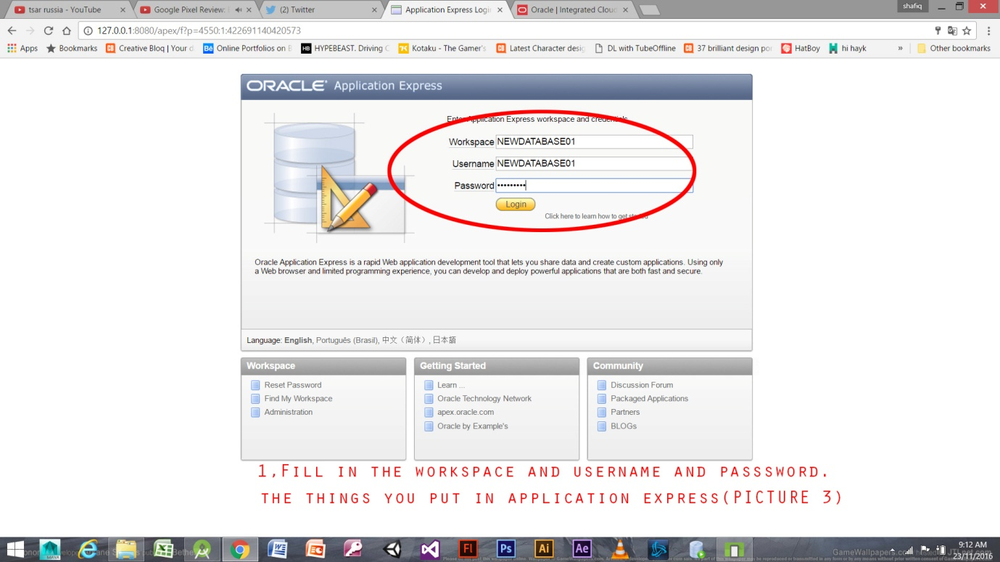 tsar russia - YouTube
Google Pixel Review:
(2) Twitter
Application Express Logi
Oracle | Integrated Cloud
shafiq
127.0.0.1:8080/apex/f?p=4550:1:422691140420573
Apps
Bookmarks
Creative Bloq | Your d
Online Portfolios on B
HYPEBEAST. Driving C
Kotaku - The Gamer's
Latest Character desig
DL with TubeOffline
37 brilliant design por
HatBoy
hi hayk
»
Other bookmarks
ORACLE Application Express
Enter Application Express workspace and credentials.
Workspace NEWDATABASE01
Username NEWDATABASE01
Password •••••••••
Login
Click here to learn how to get started
Oracle Application Express is a rapid Web application development tool that lets you share data and create custom applications. Using only
a Web browser and limited programming experience, you can develop and deploy powerful applications that are both fast and secure.
Language: English, Português (Brasil), 中文（简体）, 日本語
Workspace
Reset Password
Find My Workspace
Administration
Getting Started
Learn ...
Oracle Technology Network
apex.oracle.com
Oracle by Example's
Community
Discussion Forum
Packaged Applications
Partners
BLOGs
1,Fill in the workspace and username and passsword.
the things you put in application express(PICTURE 3)
MAYA
Fl
Ps
Ai
Ae
9:12 AM
23/11/2016